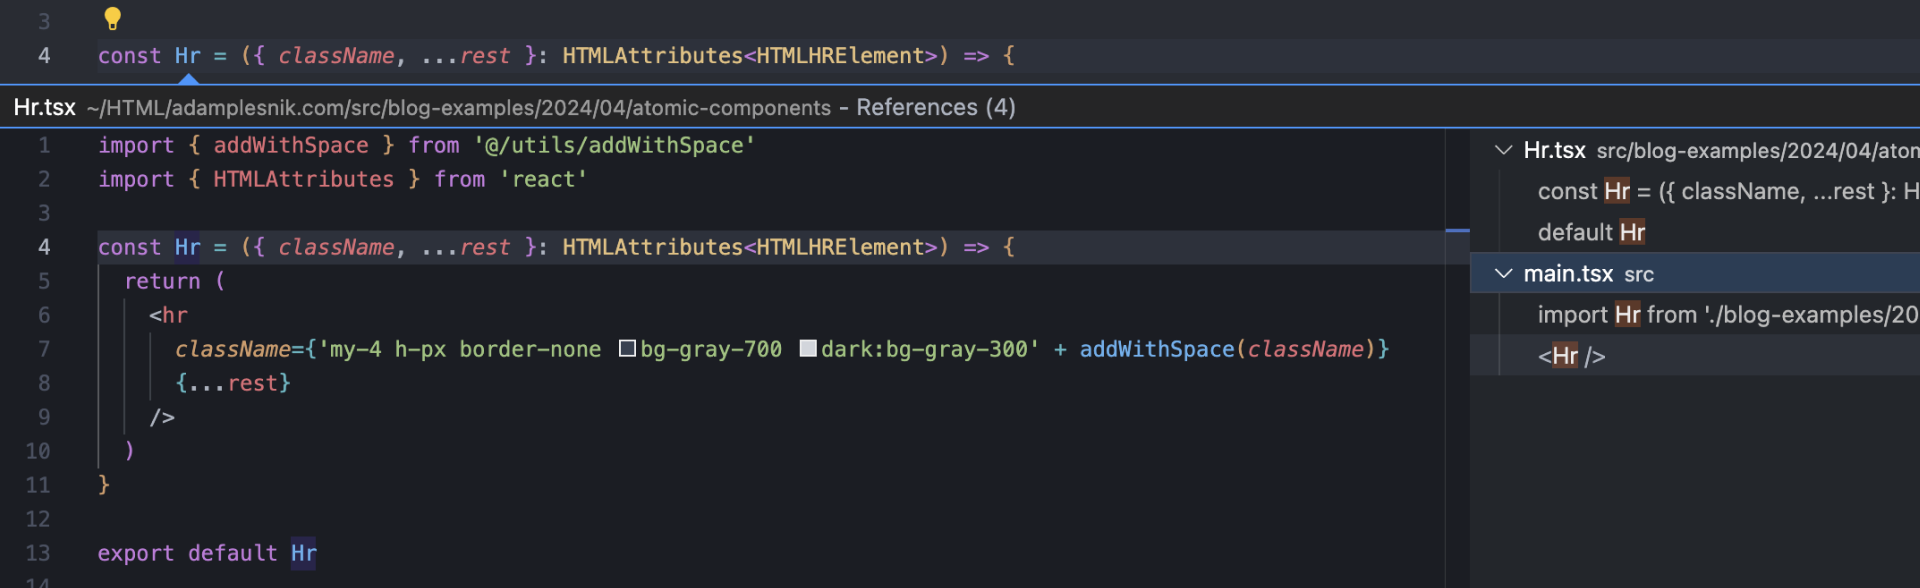 3
4 const Hr = ({ className, ...rest }: HTMLAttributes<HTMLHRElement>) => {
Hr.tsx ~/HTML/adamplesnik.com/src/blog-examples/2024/04/atomic-components - References (4)
1 import { addWithSpace } from '@/utils/addWithSpace'
2 import { HTMLAttributes } from 'react'
3
4 const Hr = ({ className, ...rest }: HTMLAttributes<HTMLHRElement>) => {
5 return (
6 <hr
7 className={'my-4 h-px border-none bg-gray-700 dark:bg-gray-300' + addWithSpace(className)}
8 {...rest}
9 />
10 )
11 }
12
13 export default Hr
14
Hr.tsx src/blog-examples/2024/04/atom
const Hr = ({ className, ...rest }: H
default Hr
main.tsx src
import Hr from './blog-examples/20
<Hr />